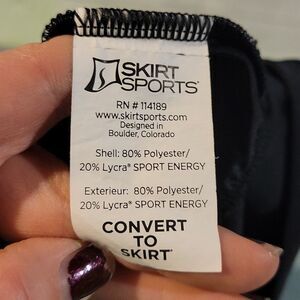 SKIRT
SPORTS®
RN # 114189
www.skirtsports.com
Designed in
Boulder, Colorado
Shell: 80% Polyester/
20% Lycra® SPORT ENERGY
Exterieur: 80% Polyester/
20% Lycra® SPORT ENERGY
CONVERT
TO
SKIRT